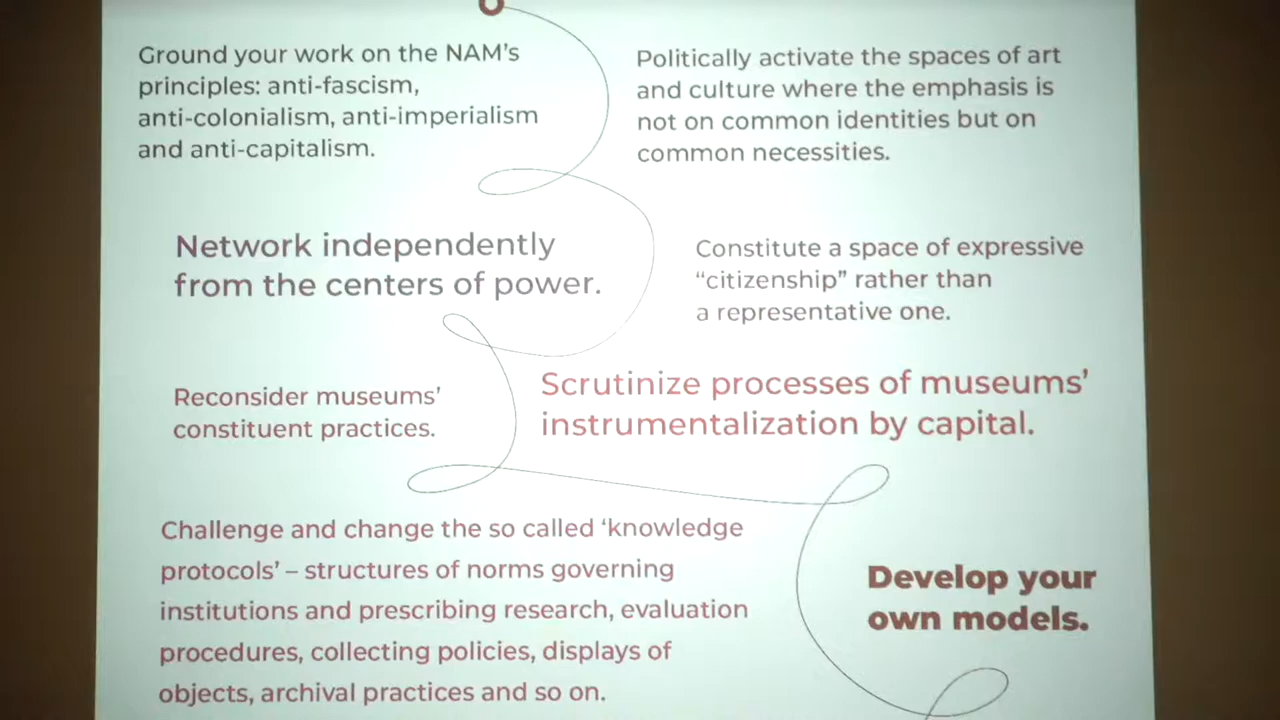 Ground your work on the NAM's
principles: anti-fascism,
anti-colonialism, anti-imperialism
and anti-capitalism.
Politically activate the spaces of art
and culture where the emphasis is
not on common identities but on
common necessities.
Network independently
from the centers of power.
Constitute a space of expressive
“citizenship” rather than
a representative one.
Reconsider museums'
constituent practices.
Scrutinize processes of museums'
instrumentalization by capital.
Challenge and change the so called ‘knowledge
protocols’ – structures of norms governing
institutions and prescribing research, evaluation
procedures, collecting policies, displays of
objects, archival practices and so on.
Develop your
own models.